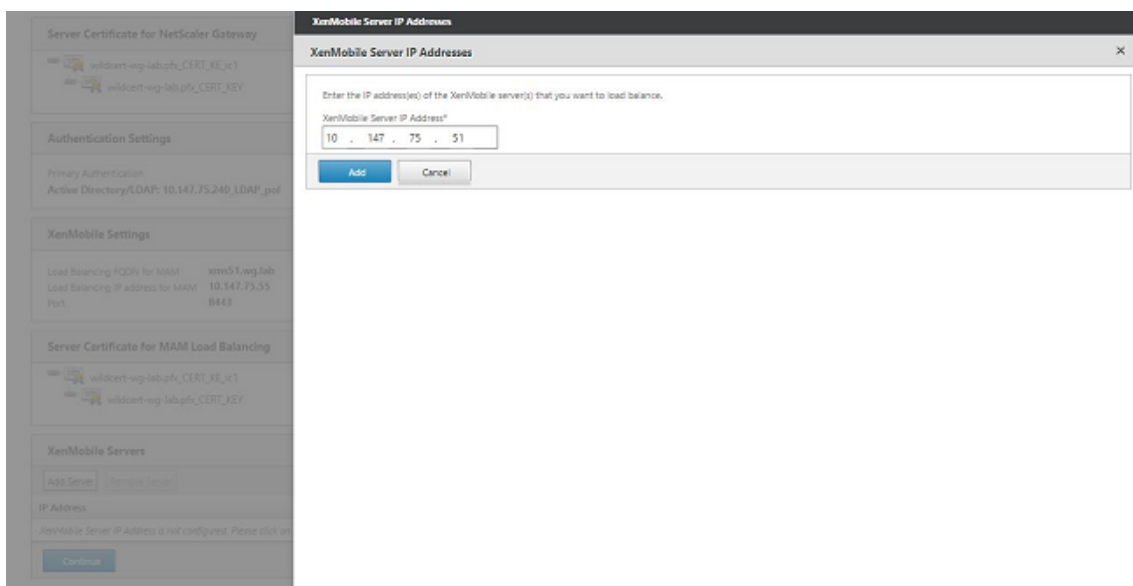 Server Certificate for NetScaler Gateway
wildcert-wg-lab.pfx_CERT_KE_ic1
wildcert-wg-lab.pfx_CERT_KEY
Authentication Settings
Primary Authentication
Active Directory/LDAP: 10.147.75.240_LDAP_pol
XenMobile Settings
Load Balancing FQDN for MAM xms51.wg.lab
Load Balancing IP address for MAM 10.147.75.55
Port 8443
Server Certificate for MAM Load Balancing
wildcert-wg-lab.pfx_CERT_KE_ic1
wildcert-wg-lab.pfx_CERT_KEY
XenMobile Servers
Add Server Remove Server
IP Address
XenMobile Server IP Address is not configured. Please click on
Continue
XenMobile Server IP Addresses
XenMobile Server IP Addresses ×
Enter the IP address(es) of the XenMobile server(s) that you want to load balance.
XenMobile Server IP Address*
10 . 147 . 75 . 51
Add Cancel